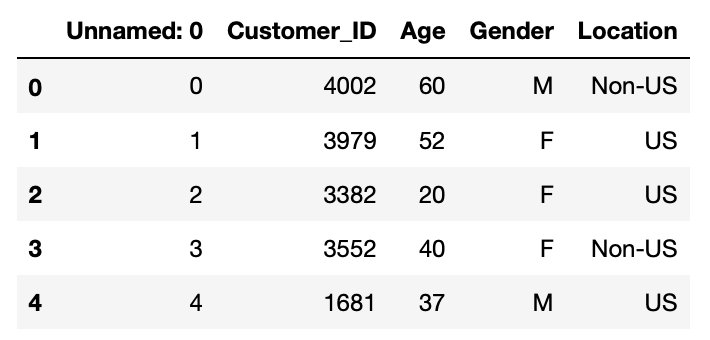 Unnamed: 0 Customer_ID Age Gender Location
0 0 4002 60 M Non-US
1 1 3979 52 F US
2 2 3382 20 F US
3 3 3552 40 F Non-US
4 4 1681 37 M US